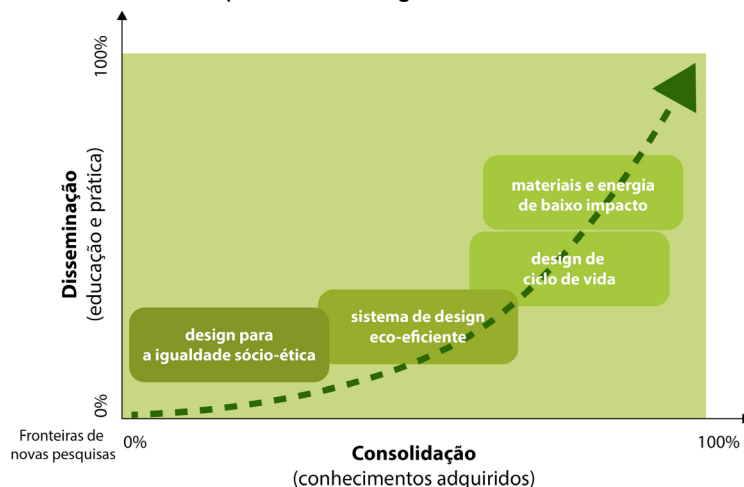 100%
Disseminação
(educação e prática)
materiais e energia
de baixo impacto
design de
ciclo de vida
sistema de design
eco-eficiente
design para
a igualdade sócio-ética
0%
Fronteiras de
novas pesquisas
0%
100%
Consolidação
(conhecimentos adquiridos)